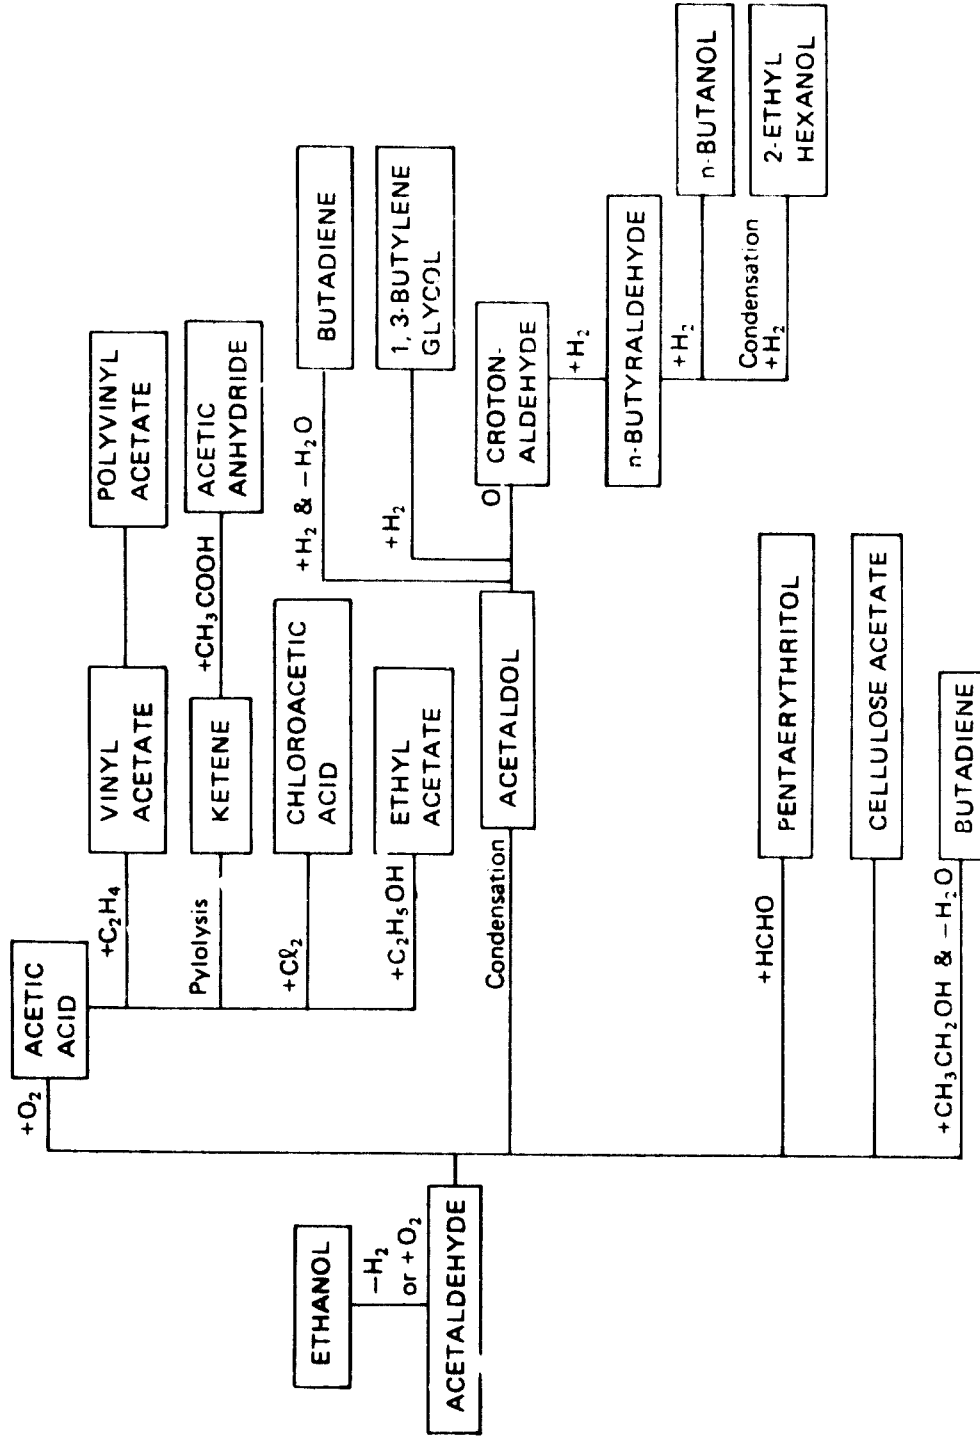 ETHANOL
−H₂
or +O₂
ACETALDEHYDE
+O₂
ACETIC
ACID
+C₂H₄
VINYL
ACETATE
POLYVINYL
ACETATE
Pylolysis
KETENE
+CH₃COOH
ACETIC
ANHYDRIDE
+Cℓ₂
CHLOROACETIC
ACID
+C₂H₅OH
ETHYL
ACETATE
Condensation
ACETALDOL
+H₂ & −H₂O
BUTADIENE
+H₂
1, 3-BUTYLENE
GLYCOL
O
CROTON-
ALDEHYDE
+H₂
n-BUTYRALDEHYDE
+H₂
n-BUTANOL
Condensation
+H₂
2-ETHYL
HEXANOL
+HCHO
PENTAERYTHRITOL
CELLULOSE ACETATE
+CH₃CH₂OH & −H₂O
BUTADIENE